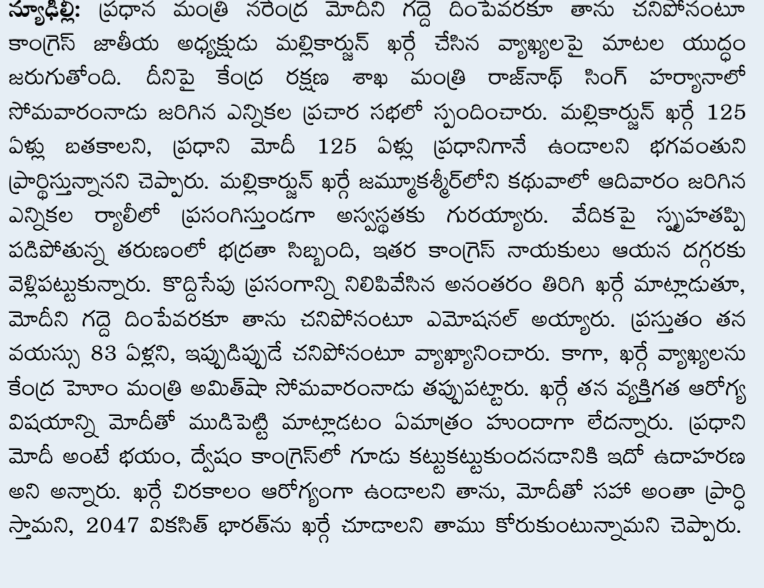 న్యూఢిల్లీ: ప్రధాన మంత్రి నరేంద్ర మోదీని గద్దె దింపేవరకూ తాను చనిపోనంటూ
కాంగ్రెస్ జాతీయ అధ్యక్షుడు మల్లికార్జున్ ఖర్గే చేసిన వ్యాఖ్యలపై మాటల యుద్ధం
జరుగుతోంది. దీనిపై కేంద్ర రక్షణ శాఖ మంత్రి రాజ్‌నాథ్ సింగ్ హర్యానాలో
సోమవారంనాడు జరిగిన ఎన్నికల ప్రచార సభలో స్పందించారు. మల్లికార్జున్ ఖర్గే 125
ఏళ్లు బతకాలని, ప్రధాని మోదీ 125 ఏళ్లు ప్రధానిగానే ఉండాలని భగవంతుని
ప్రార్థిస్తున్నానని చెప్పారు. మల్లికార్జున్ ఖర్గే జమ్మూకశ్మీర్‌లోని కథువాలో ఆదివారం జరిగిన
ఎన్నికల ర్యాలీలో ప్రసంగిస్తుండగా అస్వస్థతకు గురయ్యారు. వేదికపై స్పృహతప్పి
పడిపోతున్న తరుణంలో భద్రతా సిబ్బంది, ఇతర కాంగ్రెస్ నాయకులు ఆయన దగ్గరకు
వెళ్లిపట్టుకున్నారు. కొద్దిసేపు ప్రసంగాన్ని నిలిపివేసిన అనంతరం తిరిగి ఖర్గే మాట్లాడుతూ,
మోదీని గద్దె దింపేవరకూ తాను చనిపోనంటూ ఎమోషనల్ అయ్యారు. ప్రస్తుతం తన
వయస్సు 83 ఏళ్లని, ఇప్పుడిప్పుడే చనిపోనంటూ వ్యాఖ్యానించారు. కాగా, ఖర్గే వ్యాఖ్యలను
కేంద్ర హెూం మంత్రి అమిత్‌షా సోమవారంనాడు తప్పుపట్టారు. ఖర్గే తన వ్యక్తిగత ఆరోగ్య
విషయాన్ని మోదీతో ముడిపెట్టి మాట్లాడటం ఏమాత్రం హుందాగా లేదన్నారు. ప్రధాని
మోదీ అంటే భయం, ద్వేషం కాంగ్రెస్‌లో గూడు కట్టుకట్టుకుందనడానికి ఇదో ఉదాహరణ
అని అన్నారు. ఖర్గే చిరకాలం ఆరోగ్యంగా ఉండాలని తాను, మోదీతో సహా అంతా ప్రార్థి
స్తామని, 2047 వికసిత్ భారత్‌ను ఖర్గే చూడాలని తాము కోరుకుంటున్నామని చెప్పారు.